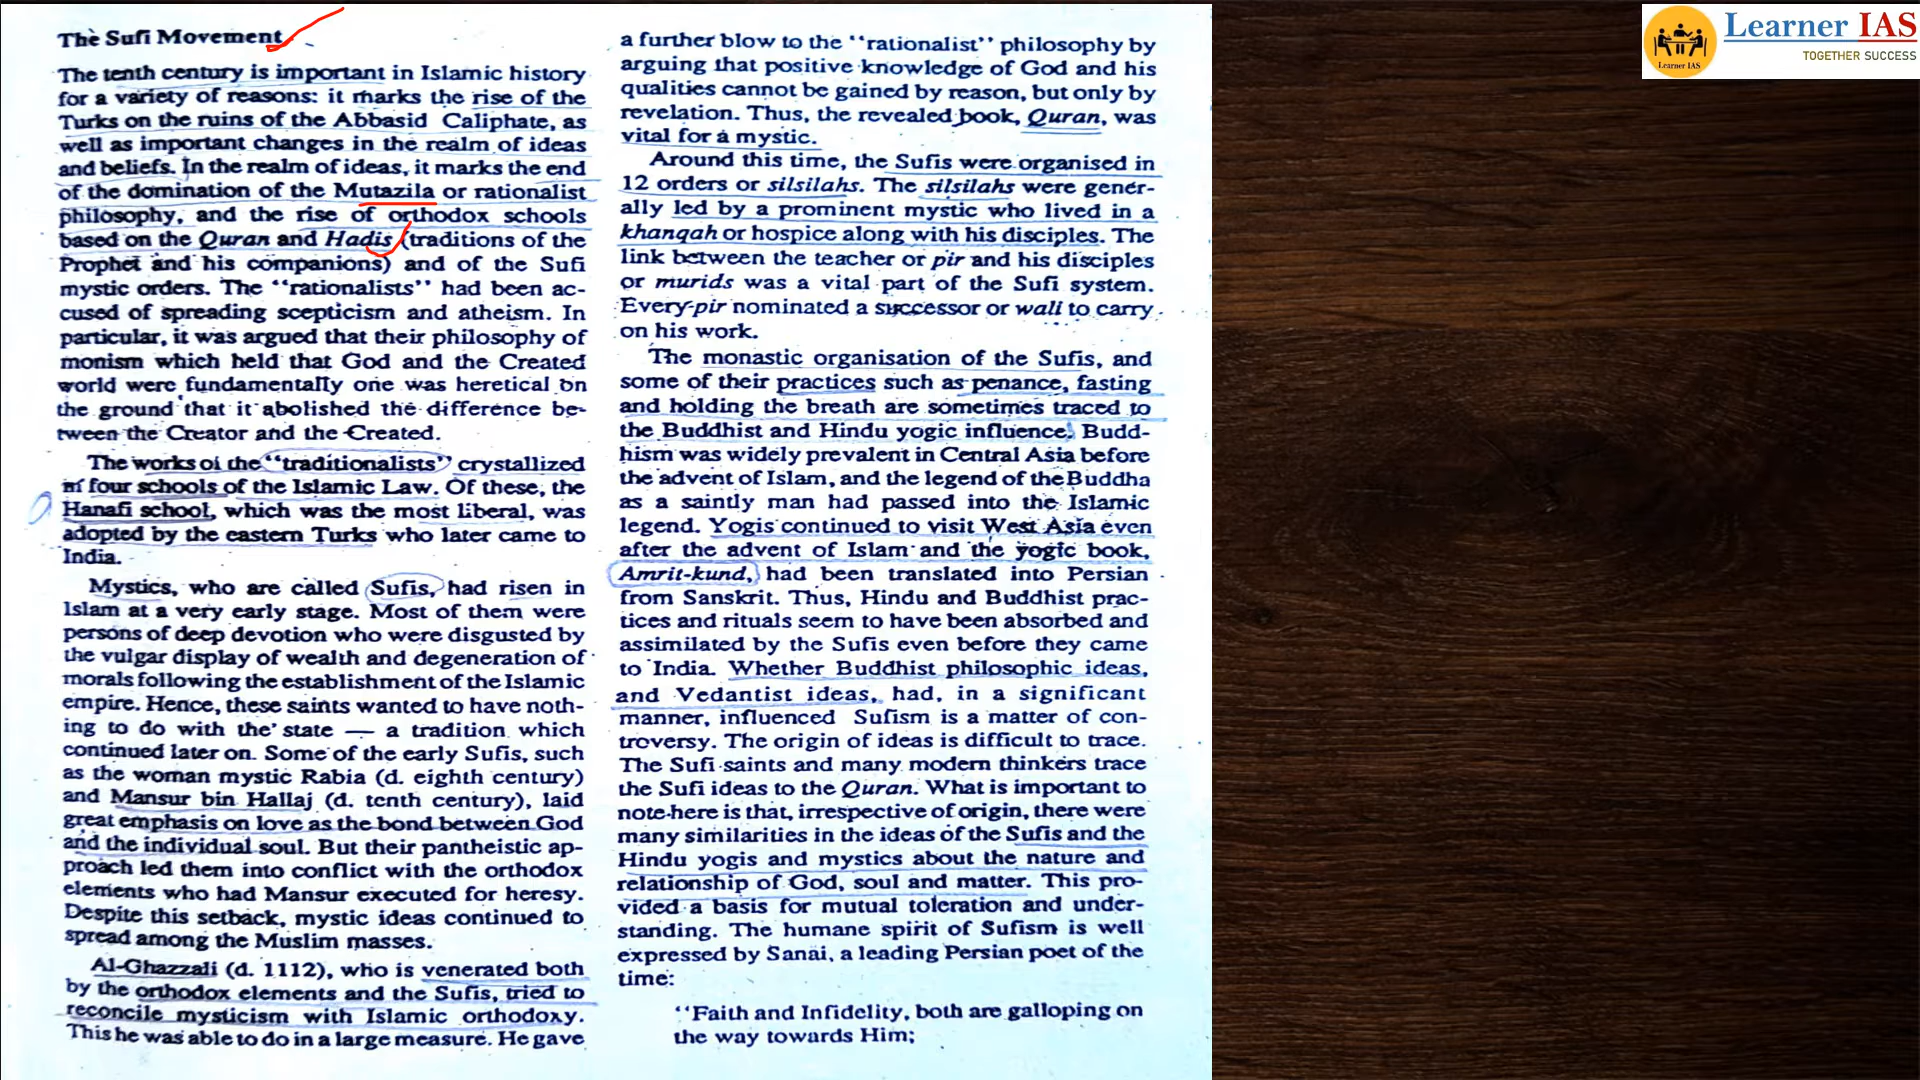 The Sufi Movement
The tenth century is important in Islamic history
for a variety of reasons: it marks the rise of the
Turks on the ruins of the Abbasid Caliphate, as
well as important changes in the realm of ideas
and beliefs. In the realm of ideas, it marks the end
of the domination of the Mutazila or rationalist
philosophy, and the rise of orthodox schools
based on the Quran and Hadis (traditions of the
Prophet and his companions) and of the Sufi
mystic orders. The "rationalists" had been ac-
cused of spreading scepticism and atheism. In
particular, it was argued that their philosophy of
monism which held that God and the Created
world were fundamentally one was heretical on
the ground that it abolished the difference be-
tween the Creator and the Created.
The works of the "traditionalists" crystallized
in four schools of the Islamic Law. Of these, the
Hanafi school, which was the most liberal, was
adopted by the eastern Turks who later came to
India.
Mystics, who are called Sufis, had risen in
Islam at a very early stage. Most of them were
persons of deep devotion who were disgusted by
the vulgar display of wealth and degeneration of
morals following the establishment of the Islamic
empire. Hence, these saints wanted to have noth-
ing to do with the state — a tradition which
continued later on. Some of the early Sufis, such
as the woman mystic Rabia (d. eighth century)
and Mansur bin Hallaj (d. tenth century), laid
great emphasis on love as the bond between God
and the individual soul. But their pantheistic ap-
proach led them into conflict with the orthodox
elements who had Mansur executed for heresy.
Despite this setback, mystic ideas continued to
spread among the Muslim masses.
Al-Ghazzali (d. 1112), who is venerated both
by the orthodox elements and the Sufis, tried to
reconcile mysticism with Islamic orthodoxy.
This he was able to do in a large measure. He gave
a further blow to the "rationalist" philosophy by
arguing that positive knowledge of God and his
qualities cannot be gained by reason, but only by
revelation. Thus, the revealed book, Quran, was
vital for a mystic.
Around this time, the Sufis were organised in
12 orders or silsilahs. The silsilahs were gener-
ally led by a prominent mystic who lived in a
khanqah or hospice along with his disciples. The
link between the teacher or pir and his disciples
or murids was a vital part of the Sufi system.
Every pir nominated a successor or wali to carry
on his work.
The monastic organisation of the Sufis, and
some of their practices such as penance, fasting
and holding the breath are sometimes traced to
the Buddhist and Hindu yogic influence. Budd-
hism was widely prevalent in Central Asia before
the advent of Islam, and the legend of the Buddha
as a saintly man had passed into the Islamic
legend. Yogis continued to visit West Asia even
after the advent of Islam and the yogic book,
Amrit-kund, had been translated into Persian
from Sanskrit. Thus, Hindu and Buddhist prac-
tices and rituals seem to have been absorbed and
assimilated by the Sufis even before they came
to India. Whether Buddhist philosophic ideas,
and Vedantist ideas, had, in a significant
manner, influenced Sufism is a matter of con-
troversy. The origin of ideas is difficult to trace.
The Sufi saints and many modern thinkers trace
the Sufi ideas to the Quran. What is important to
note here is that, irrespective of origin, there were
many similarities in the ideas of the Sufis and the
Hindu yogis and mystics about the nature and
relationship of God, soul and matter. This pro-
vided a basis for mutual toleration and under-
standing. The humane spirit of Sufism is well
expressed by Sanai, a leading Persian poet of the
time:
"Faith and Infidelity, both are galloping on
the way towards Him;
Learner IAS
TOGETHER SUCCESS
Learner IAS